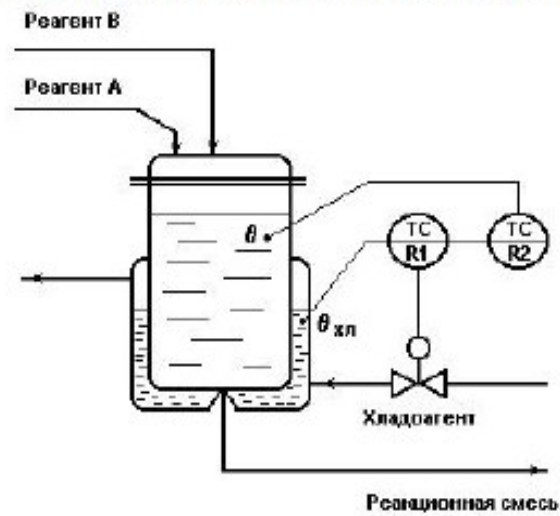 Реагент В
Реагент А
θ
TC
R1
TC
R2
θхл
Хладоагент
Реакционная смесь